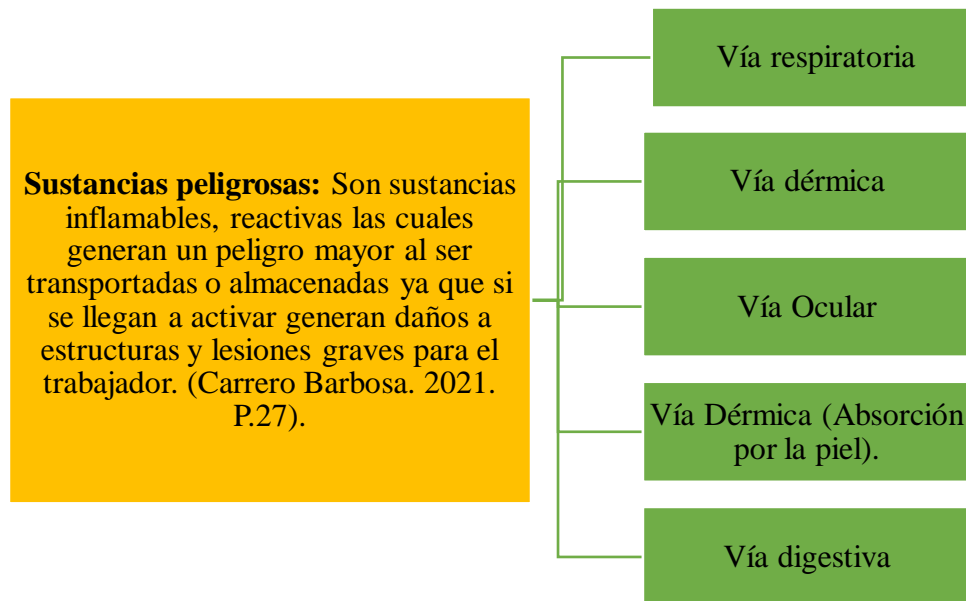 Sustancias peligrosas: Son sustancias
inflamables, reactivas las cuales
generan un peligro mayor al ser
transportadas o almacenadas ya que si
se llegan a activar generan daños a
estructuras y lesiones graves para el
trabajador. (Carrero Barbosa. 2021.
P.27).
Vía respiratoria
Vía dérmica
Vía Ocular
Vía Dérmica (Absorción
por la piel).
Vía digestiva